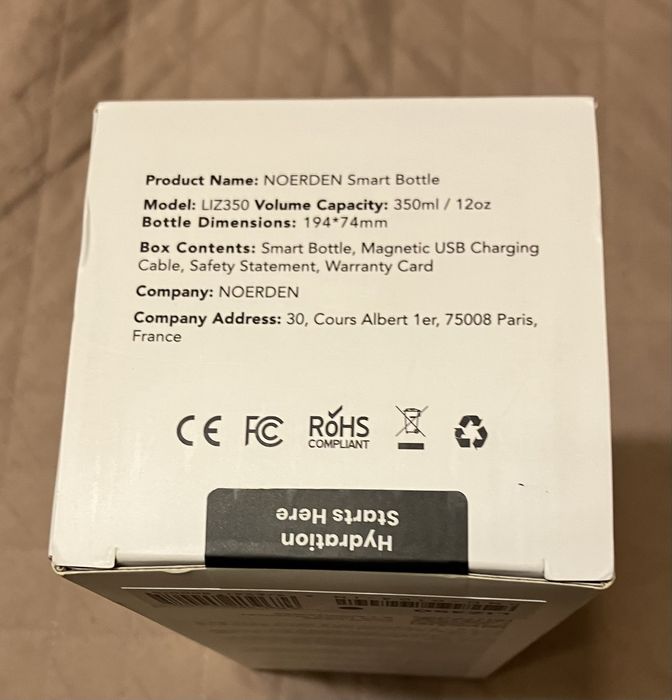 Product Name: NOERDEN Smart Bottle
Model: LIZ350 Volume Capacity: 350ml / 12oz
Bottle Dimensions: 194*74mm
Box Contents: Smart Bottle, Magnetic USB Charging
Cable, Safety Statement, Warranty Card
Company: NOERDEN
Company Address: 30, Cours Albert 1er, 75008 Paris,
France
CE FC RoHS
COMPLIANT
Hydration
Starts Here